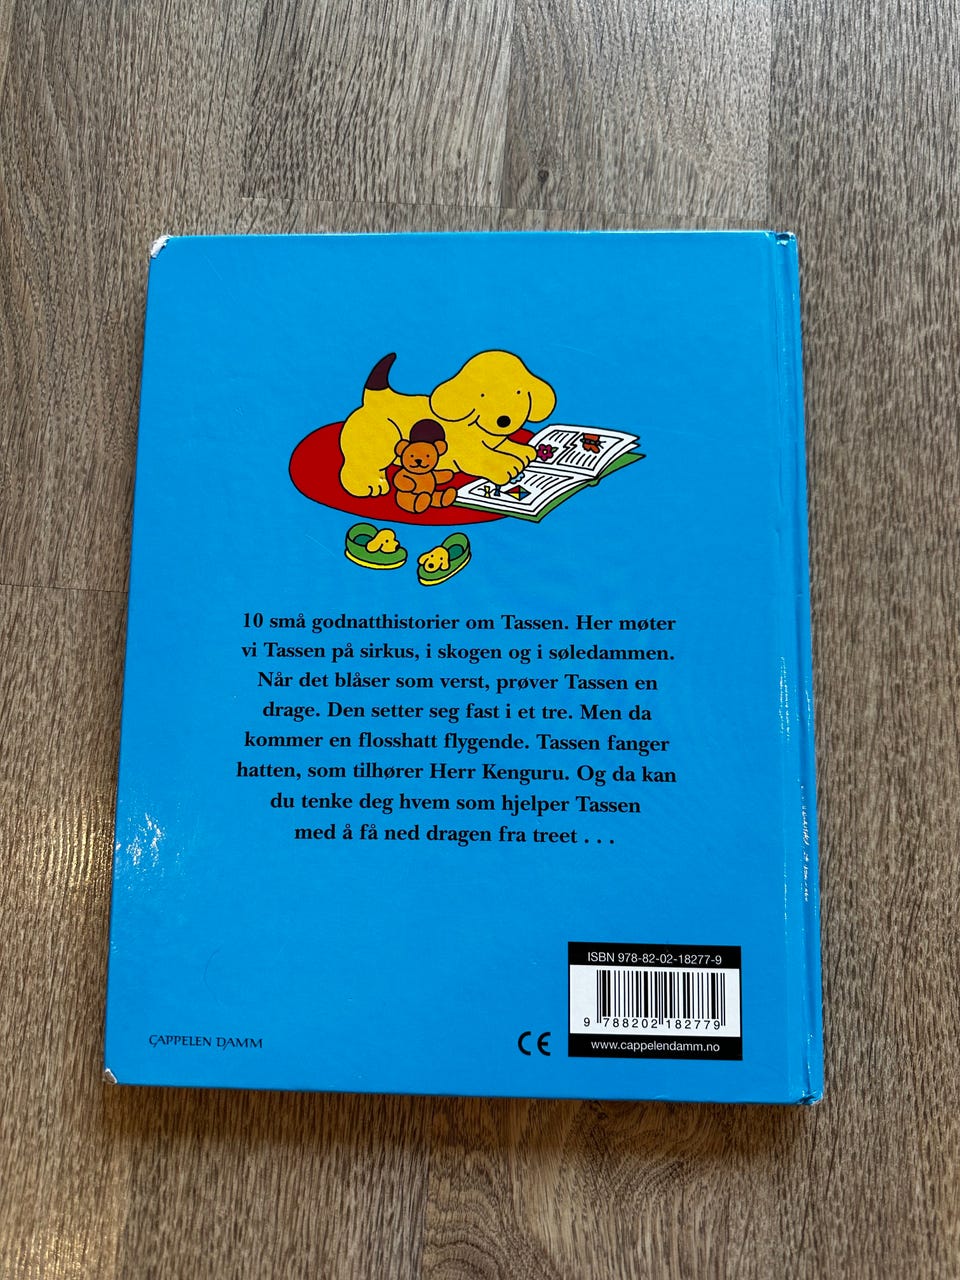 10 små godnatthistorier om Tassen. Her møter
vi Tassen på sirkus, i skogen og i søledammen.
Når det blåser som verst, prøver Tassen en
drage. Den setter seg fast i et tre. Men da
kommer en flosshatt flygende. Tassen fanger
hatten, som tilhører Herr Kenguru. Og da kan
du tenke deg hvem som hjelper Tassen
med å få ned dragen fra treet . . .
ISBN 978-82-02-18277-9
9 788202 182779
www.cappelendamm.no
CAPPELEN DAMM
CE